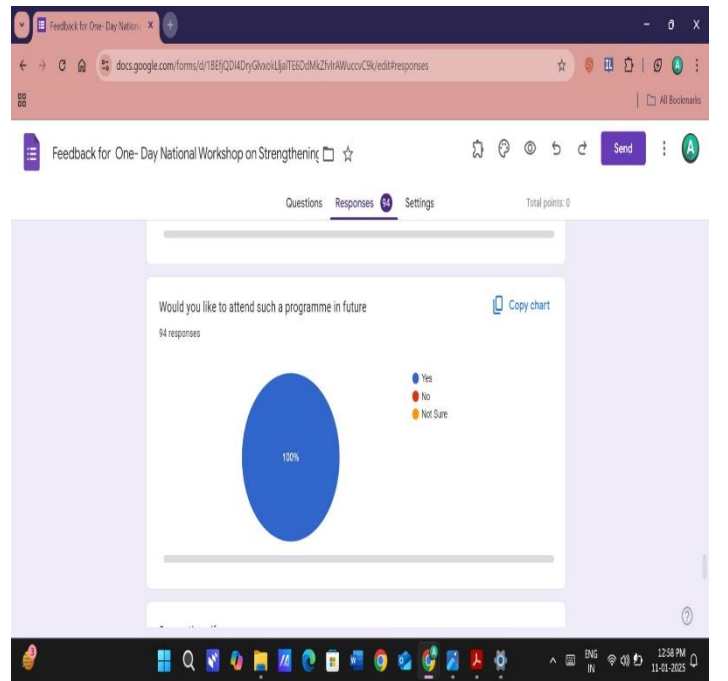 Feedback for One- Day Nation
docs.google.com/forms/d/1BEfjQDI4DryGlvxokLljalTE6DdMkZfvIrAWuccvC9k/edit#responses
All Bookmarks
Feedback for One- Day National Workshop on Strengthening
Send
A
Questions Responses 94 Settings Total points: 0
Would you like to attend such a programme in future
Copy chart
94 responses
Yes
No
Not Sure
100%
ENG
IN
12:58 PM
11-01-2025